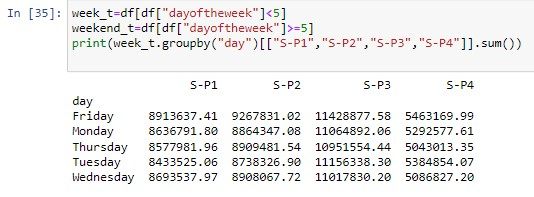 In [35]: week_t=df[df["dayoftheweek"]<5]
weekend_t=df[df["dayoftheweek"]>=5]
print(week_t.groupby("day")[["S-P1","S-P2","S-P3","S-P4"]].sum())
S-P1 S-P2 S-P3 S-P4
day
Friday 8913637.41 9267831.02 11428877.58 5463169.99
Monday 8636791.80 8864347.08 11064892.06 5292577.61
Thursday 8577981.96 8909481.54 10951554.44 5043013.35
Tuesday 8433525.06 8738326.90 11156338.30 5384854.07
Wednesday 8693537.97 8908067.72 11017830.20 5086827.20